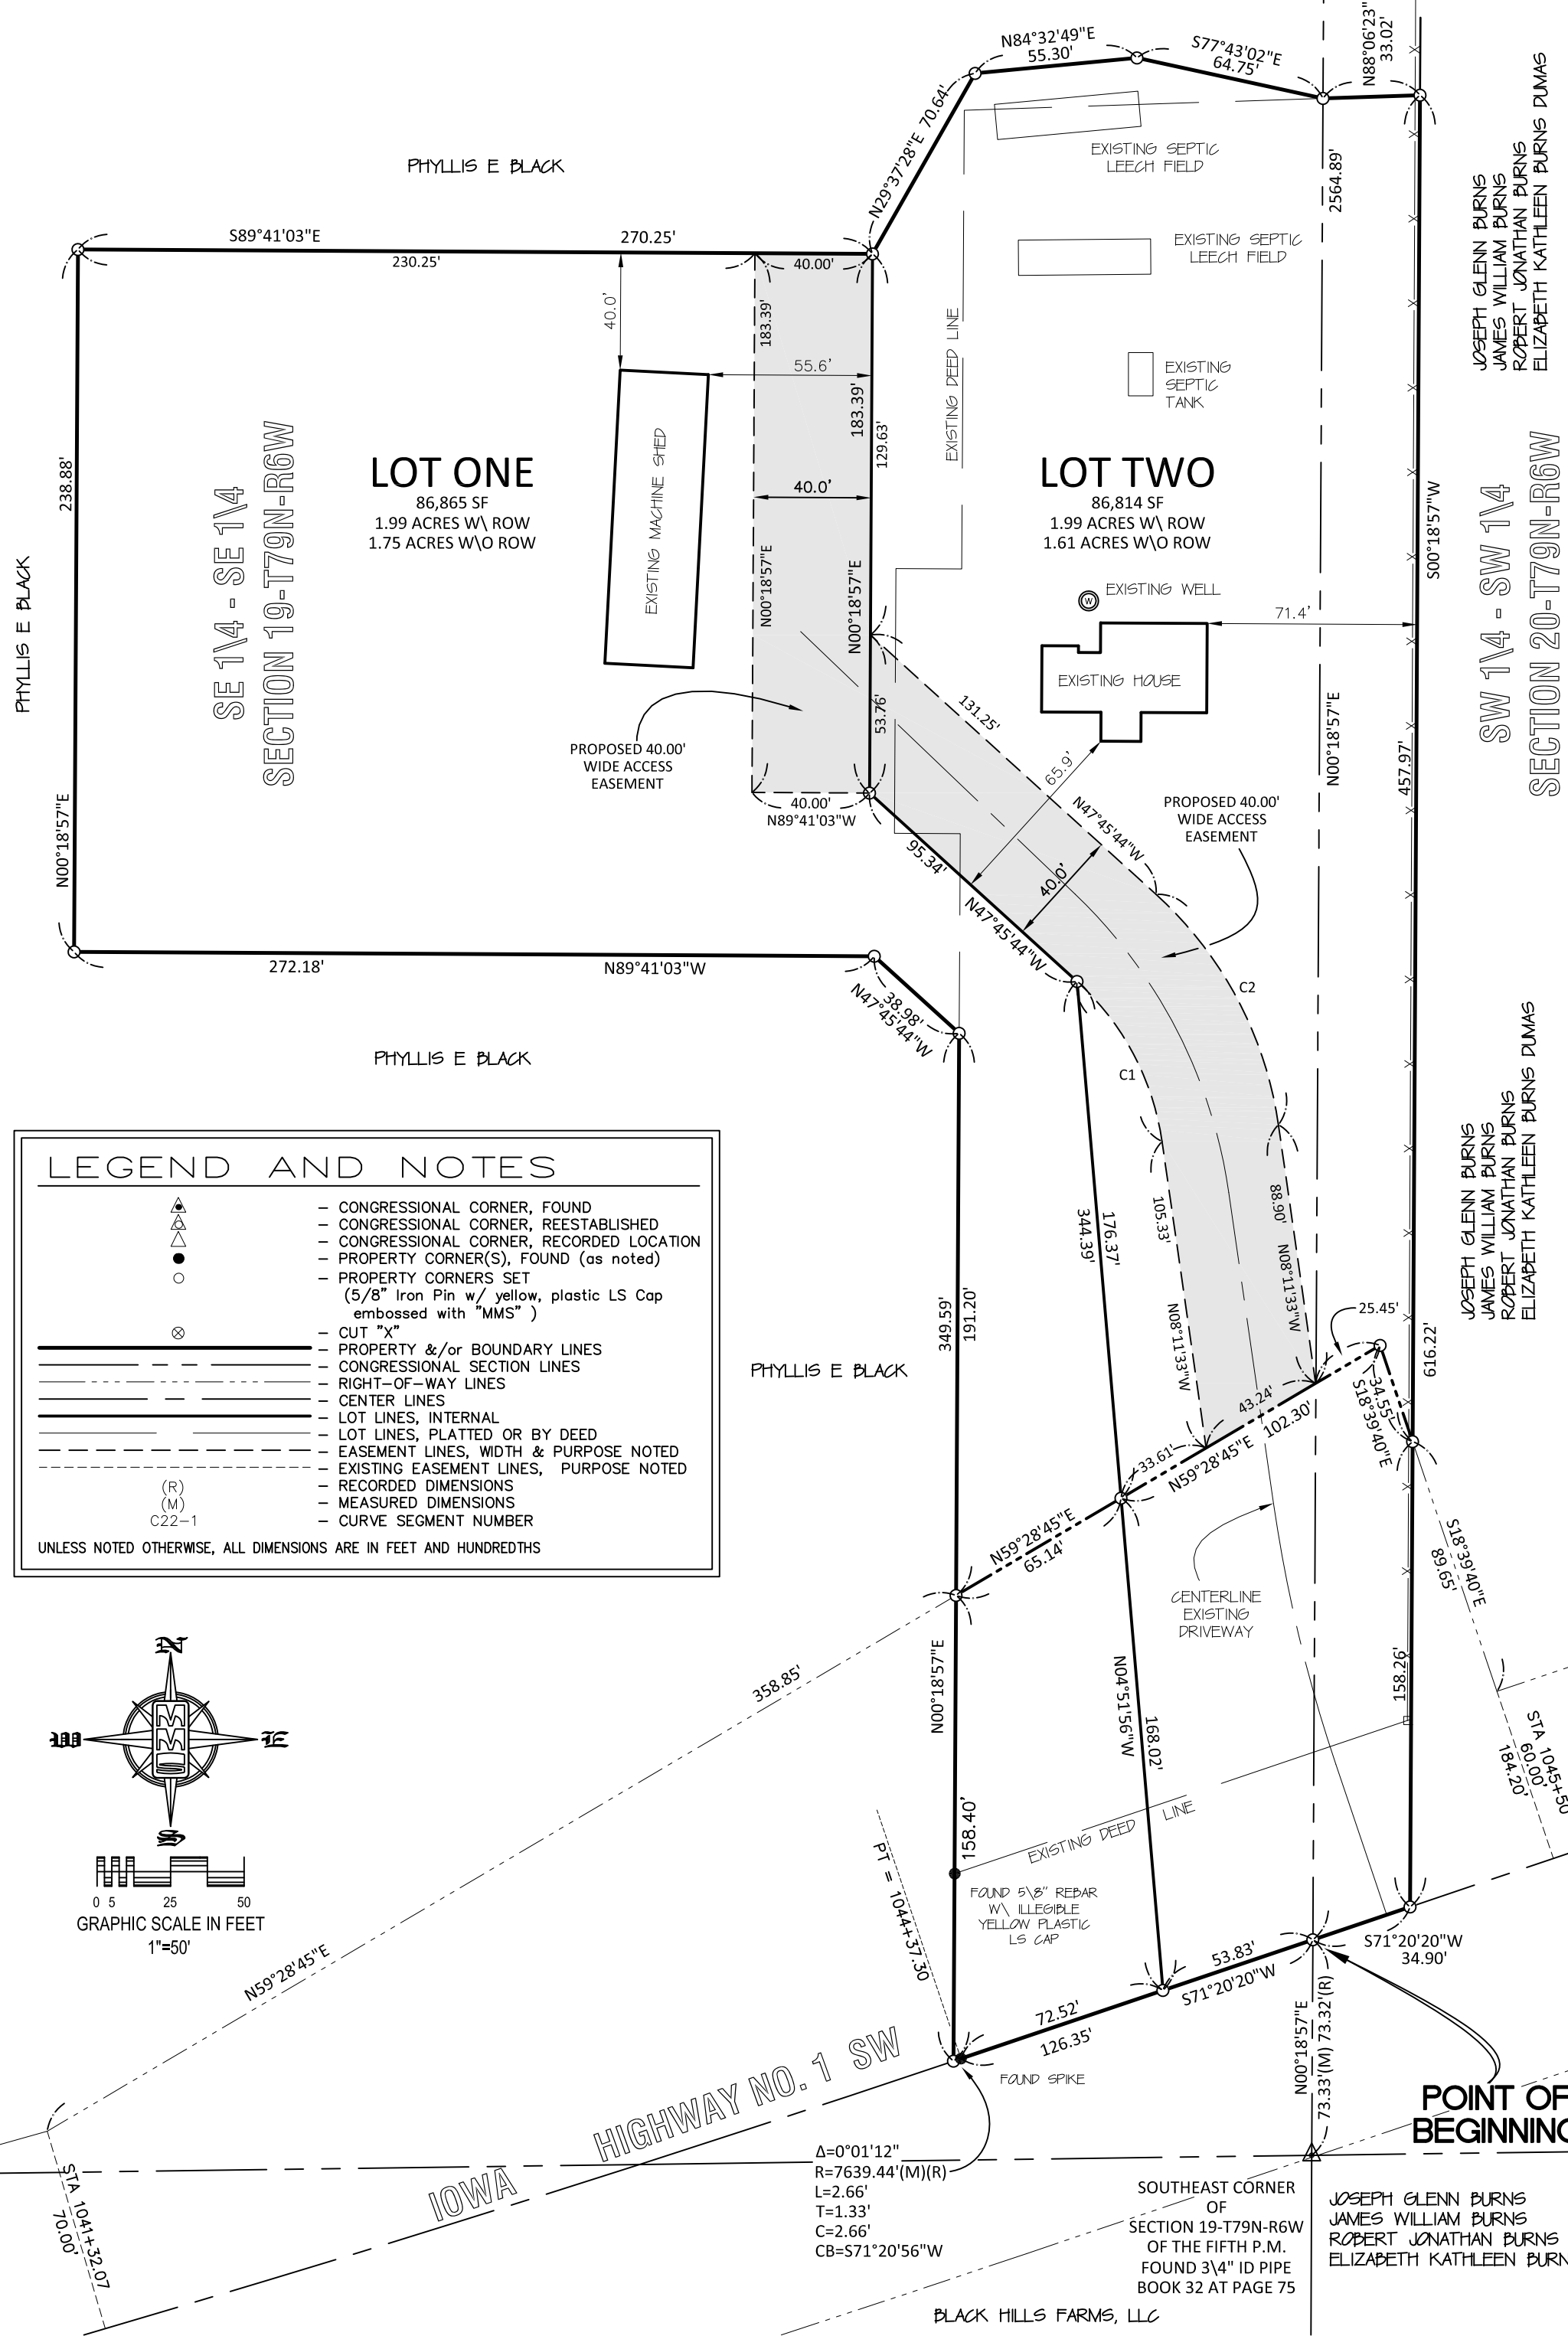 N84°32'49"E
55.30'
S77°43'02"E
64.75'
N88°06'23"
33.02'
N29°37'28"E 70.64'
PHYLLIS E BLACK
EXISTING SEPTIC
LEECH FIELD
2564.89'
JOSEPH GLENN BURNS
JAMES WILLIAM BURNS
ROBERT JONATHAN BURNS
ELIZABETH KATHLEEN BURNS DUMAS
S89°41'03"E
270.25'
230.25'
40.00'
EXISTING SEPTIC
LEECH FIELD
40.0'
183.39'
55.6'
183.39'
129.63'
EXISTING DEED LINE
EXISTING
SEPTIC
TANK
238.88'
SE 1\4 - SE 1\4
SECTION 19-T79N-R6W
LOT ONE
86,865 SF
1.99 ACRES W\ ROW
1.75 ACRES W\O ROW
EXISTING MACHINE SHED
40.0'
N00°18'57"E
N00°18'57"E
LOT TWO
86,814 SF
1.99 ACRES W\ ROW
1.61 ACRES W\O ROW
S00°18'57"W
SW 1\4 - SW 1\4
SECTION 20-T79N-R6W
PHYLLIS E BLACK
W
EXISTING WELL
71.4'
EXISTING HOUSE
53.76'
131.25'
65.9'
N00°18'57"E
457.97'
PROPOSED 40.00'
WIDE ACCESS
EASEMENT
40.00'
N89°41'03"W
N47°45'44"W
PROPOSED 40.00'
WIDE ACCESS
EASEMENT
N00°18'57"E
95.34'
40.0'
N47°45'44"W
272.18'
N89°41'03"W
38.98'
N47°45'44"W
C2
C1
PHYLLIS E BLACK
JOSEPH GLENN BURNS
JAMES WILLIAM BURNS
ROBERT JONATHAN BURNS
ELIZABETH KATHLEEN BURNS DUMAS
LEGEND AND NOTES
– CONGRESSIONAL CORNER, FOUND
– CONGRESSIONAL CORNER, REESTABLISHED
– CONGRESSIONAL CORNER, RECORDED LOCATION
– PROPERTY CORNER(S), FOUND (as noted)
– PROPERTY CORNERS SET
(5/8" Iron Pin w/ yellow, plastic LS Cap
embossed with "MMS" )
– CUT "X"
– PROPERTY &/or BOUNDARY LINES
– CONGRESSIONAL SECTION LINES
– RIGHT-OF-WAY LINES
– CENTER LINES
– LOT LINES, INTERNAL
– LOT LINES, PLATTED OR BY DEED
– EASEMENT LINES, WIDTH & PURPOSE NOTED
– EXISTING EASEMENT LINES, PURPOSE NOTED
(R) – RECORDED DIMENSIONS
(M) – MEASURED DIMENSIONS
C22-1 – CURVE SEGMENT NUMBER
UNLESS NOTED OTHERWISE, ALL DIMENSIONS ARE IN FEET AND HUNDREDTHS
344.39'
176.37'
105.33'
N08°11'33"W
88.90'
N08°11'33"W
349.59'
191.20'
25.45'
616.22'
34.55'
S18°39'40"E
PHYLLIS E BLACK
43.24'
33.61'
N59°28'45"E 102.30'
N59°28'45"E
65.14'
S18°39'40"E
89.65'
CENTERLINE
EXISTING
DRIVEWAY
N
W
E
S
MMS
358.85'
N00°18'57"E
N04°51'56"W
168.02'
158.26'
STA 1045+50
60.00'
184.20'
158.40'
EXISTING DEED LINE
PT = 1044+37.30
FOUND 5\8" REBAR
W\ ILLEGIBLE
YELLOW PLASTIC
LS CAP
0 5 25 50
GRAPHIC SCALE IN FEET
1"=50'
N59°28'45"E
53.83'
S71°20'20"W
S71°20'20"W
34.90'
72.52'
126.35'
FOUND SPIKE
N00°18'57"E
73.33'(M) 73.32'(R)
POINT OF
BEGINNING
IOWA HIGHWAY NO. 1 SW
STA 1041+32.07
70.00'
Δ=0°01'12"
R=7639.44'(M)(R)
L=2.66'
T=1.33'
C=2.66'
CB=S71°20'56"W
SOUTHEAST CORNER
OF
SECTION 19-T79N-R6W
OF THE FIFTH P.M.
FOUND 3\4" ID PIPE
BOOK 32 AT PAGE 75
JOSEPH GLENN BURNS
JAMES WILLIAM BURNS
ROBERT JONATHAN BURNS
ELIZABETH KATHLEEN BURN
BLACK HILLS FARMS, LLC